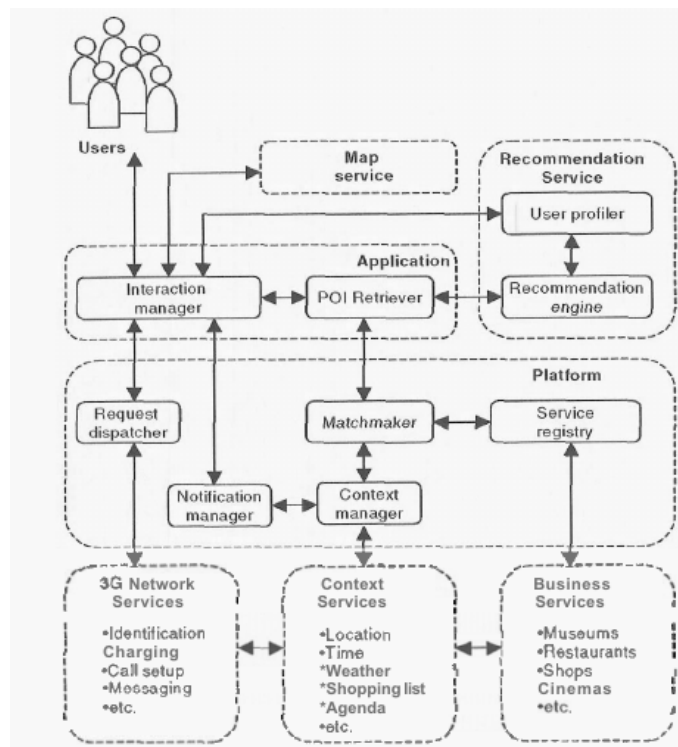 Users
Map
service
Recommendation
Service
User profiler
Application
Interaction
manager
POI Retriever
Recommendation
engine
Platform
Request
dispatcher
Matchmaker
Service
registry
Notification
manager
Context
manager
3G Network
Services
•Identification
Charging
•Call setup
•Messaging
•etc.
Context
Services
•Location
•Time
*Weather
*Shopping list
*Agenda
•etc.
Business
Services
•Museums
•Restaurants
•Shops
Cinemas
•etc.